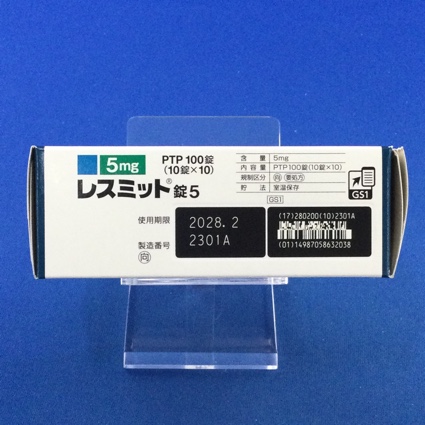 5mg
PTP 100錠
(10錠×10)
レスミット®錠5
使用期限
2028.2
製造番号
2301A
向
含量 5mg
内容量 PTP100錠(10錠×10)
規制区分 向 要処方
貯法 室温保存
GS1
GS1
(17)280200(10)2301A
(01)14987058632038